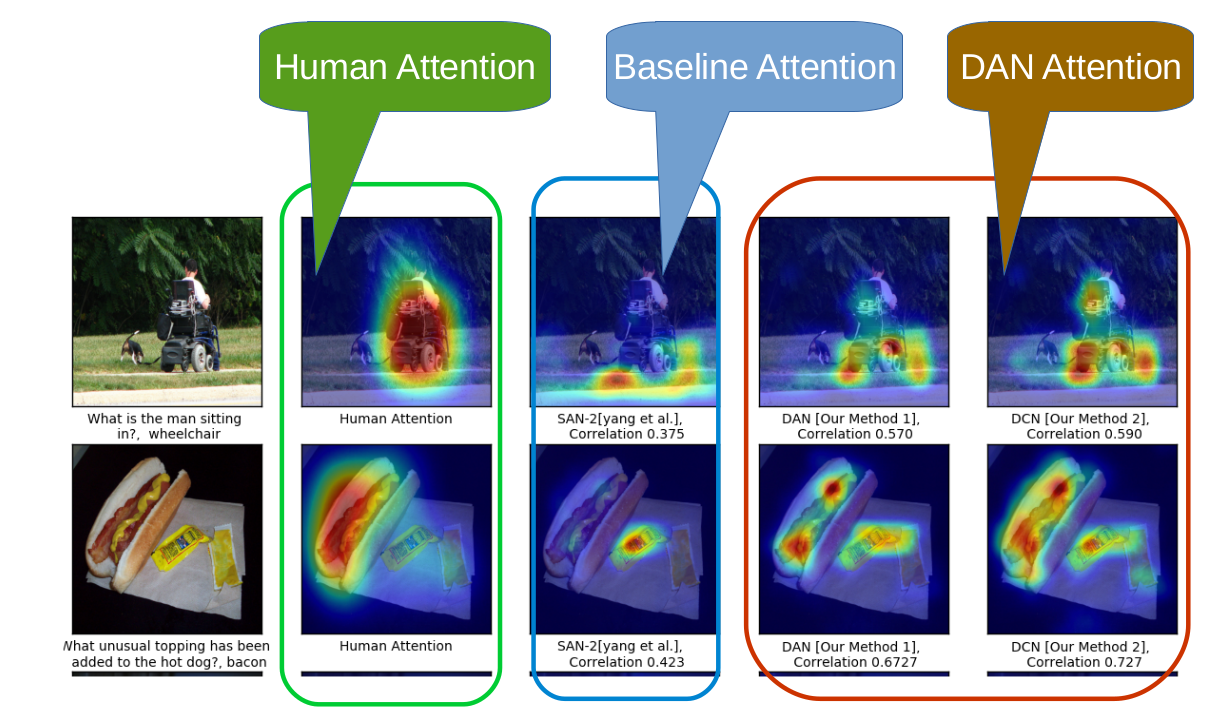 Human Attention
Baseline Attention
DAN Attention
What is the man sitting
in?,  wheelchair
Human Attention
SAN-2[yang et al.],
Correlation 0.375
DAN [Our Method 1],
Correlation 0.570
DCN [Our Method 2],
Correlation 0.590
What unusual topping has been
added to the hot dog?, bacon
Human Attention
SAN-2[yang et al.],
Correlation 0.423
DAN [Our Method 1],
Correlation 0.6727
DCN [Our Method 2],
Correlation 0.727